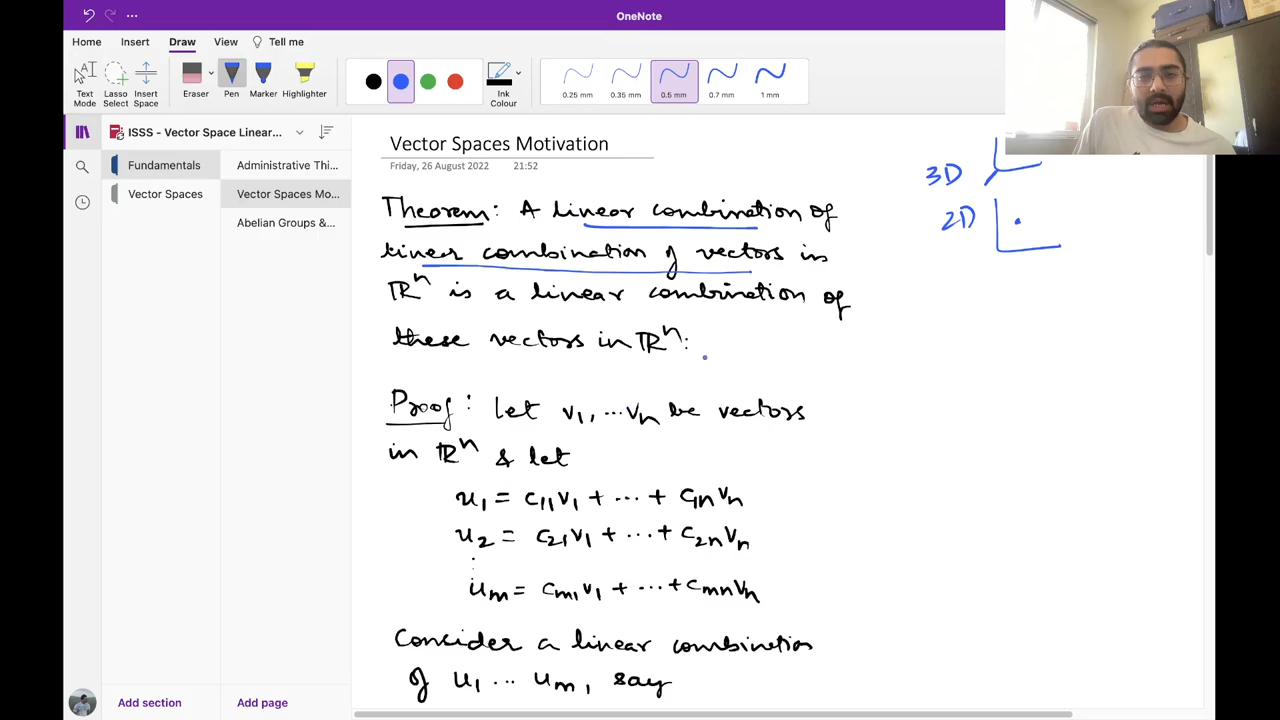 OneNote
Home Insert Draw View Tell me
Text Mode Lasso Select Insert Space Eraser Pen Marker Highlighter Ink Colour 0.25 mm 0.35 mm 0.5 mm 0.7 mm 1 mm
ISSS - Vector Space Linear...
Fundamentals
Vector Spaces
Administrative Thi...
Vector Spaces Mo...
Abelian Groups &...
Vector Spaces Motivation
Friday, 26 August 2022 21:52
3D
2D
Theorem: A linear combination of
linear combination of vectors in
ℝⁿ is a linear combination of
these vectors in ℝⁿ:
Proof: Let v₁, ... vₙ be vectors
in ℝⁿ & let
u₁ = c₁₁v₁ + ... + c₁ₙvₙ
u₂ = c₂₁v₁ + ... + c₂ₙvₙ
⋮
uₘ = cₘ₁v₁ + ... + cₘₙvₙ
Consider a linear combination
of u₁ ... uₘ, say
Add section
Add page